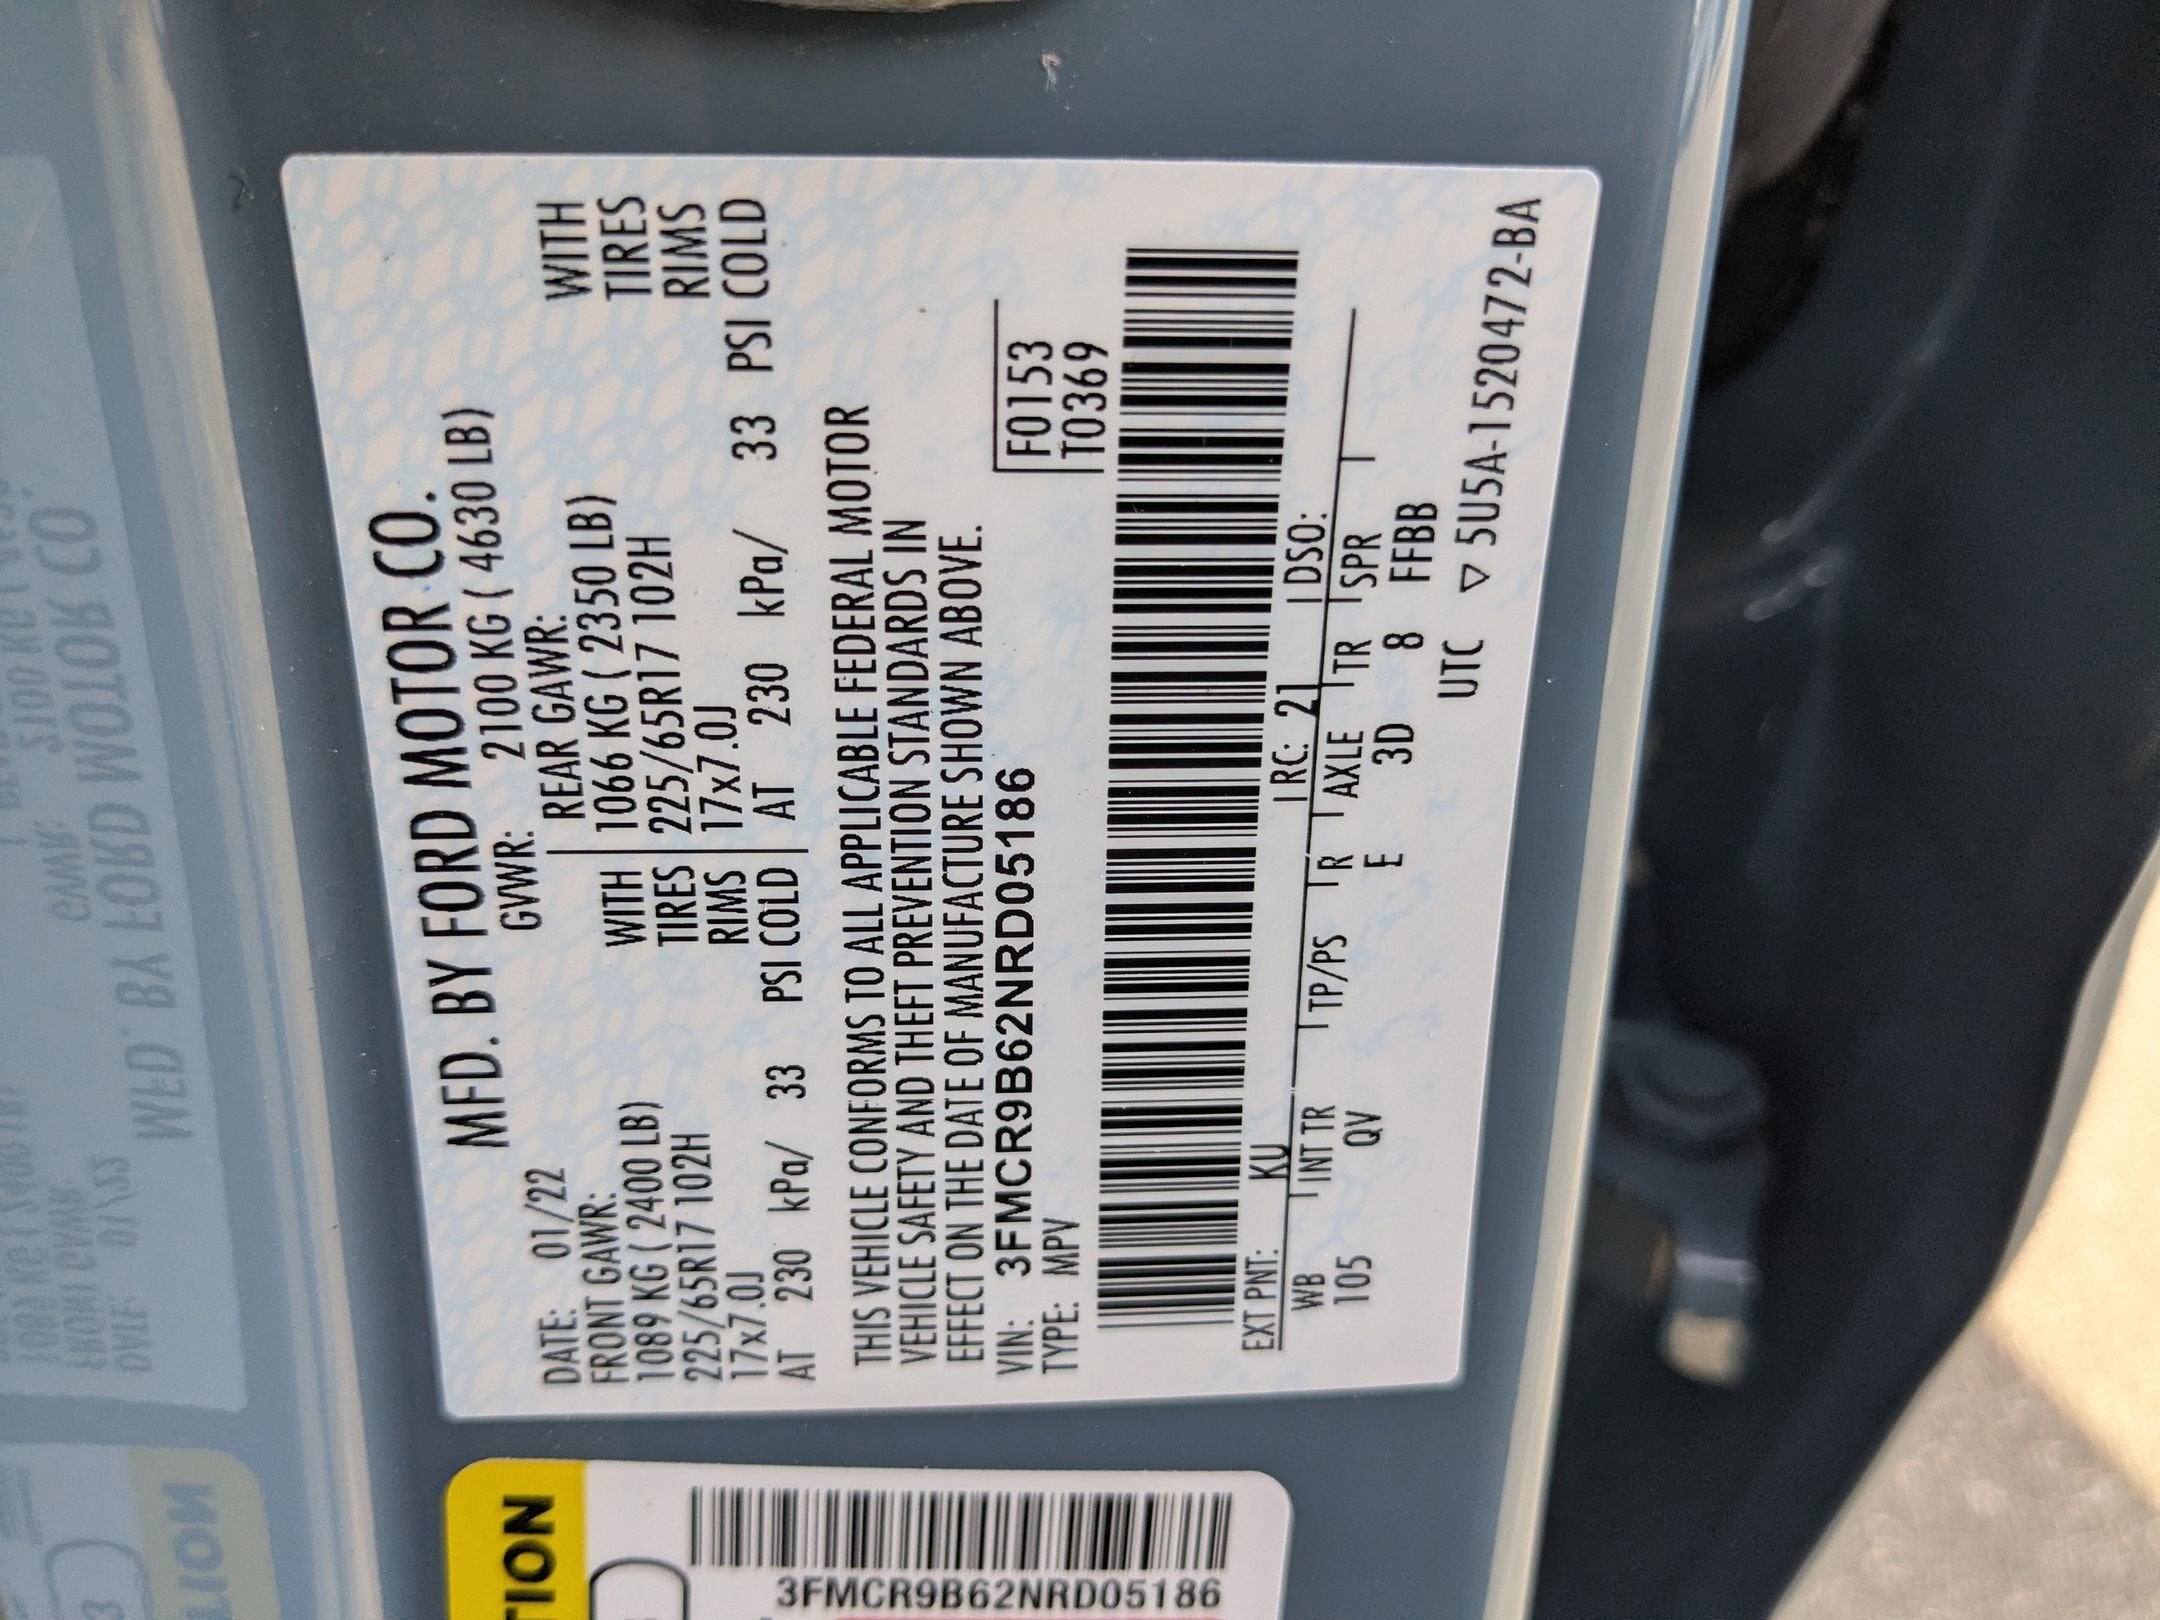 MFD. BY FORD MOTOR CO.
DATE: 01/22 GVWR: 2100 KG ( 4630 LB)
FRONT GAWR: REAR GAWR:
1089 KG ( 2400 LB) WITH 1066 KG ( 2350 LB) WITH
225/65R17 102H TIRES 225/65R17 102H TIRES
17x7.0J RIMS 17x7.0J RIMS
AT 230 kPa/ 33 PSI COLD AT 230 kPa/ 33 PSI COLD
THIS VEHICLE CONFORMS TO ALL APPLICABLE FEDERAL MOTOR
VEHICLE SAFETY AND THEFT PREVENTION STANDARDS IN
EFFECT ON THE DATE OF MANUFACTURE SHOWN ABOVE.
VIN: 3FMCR9B62NRD05186 F0153
TYPE: MPV T0369
EXT PNT: KU RC: 21 DSO:
WB INT TR TP/PS R AXLE TR SPR
105 QV E 3D 8 FFBB
UTC ▽ 5U5A-1520472-BA
TION
3FMCR9B62NRD05186